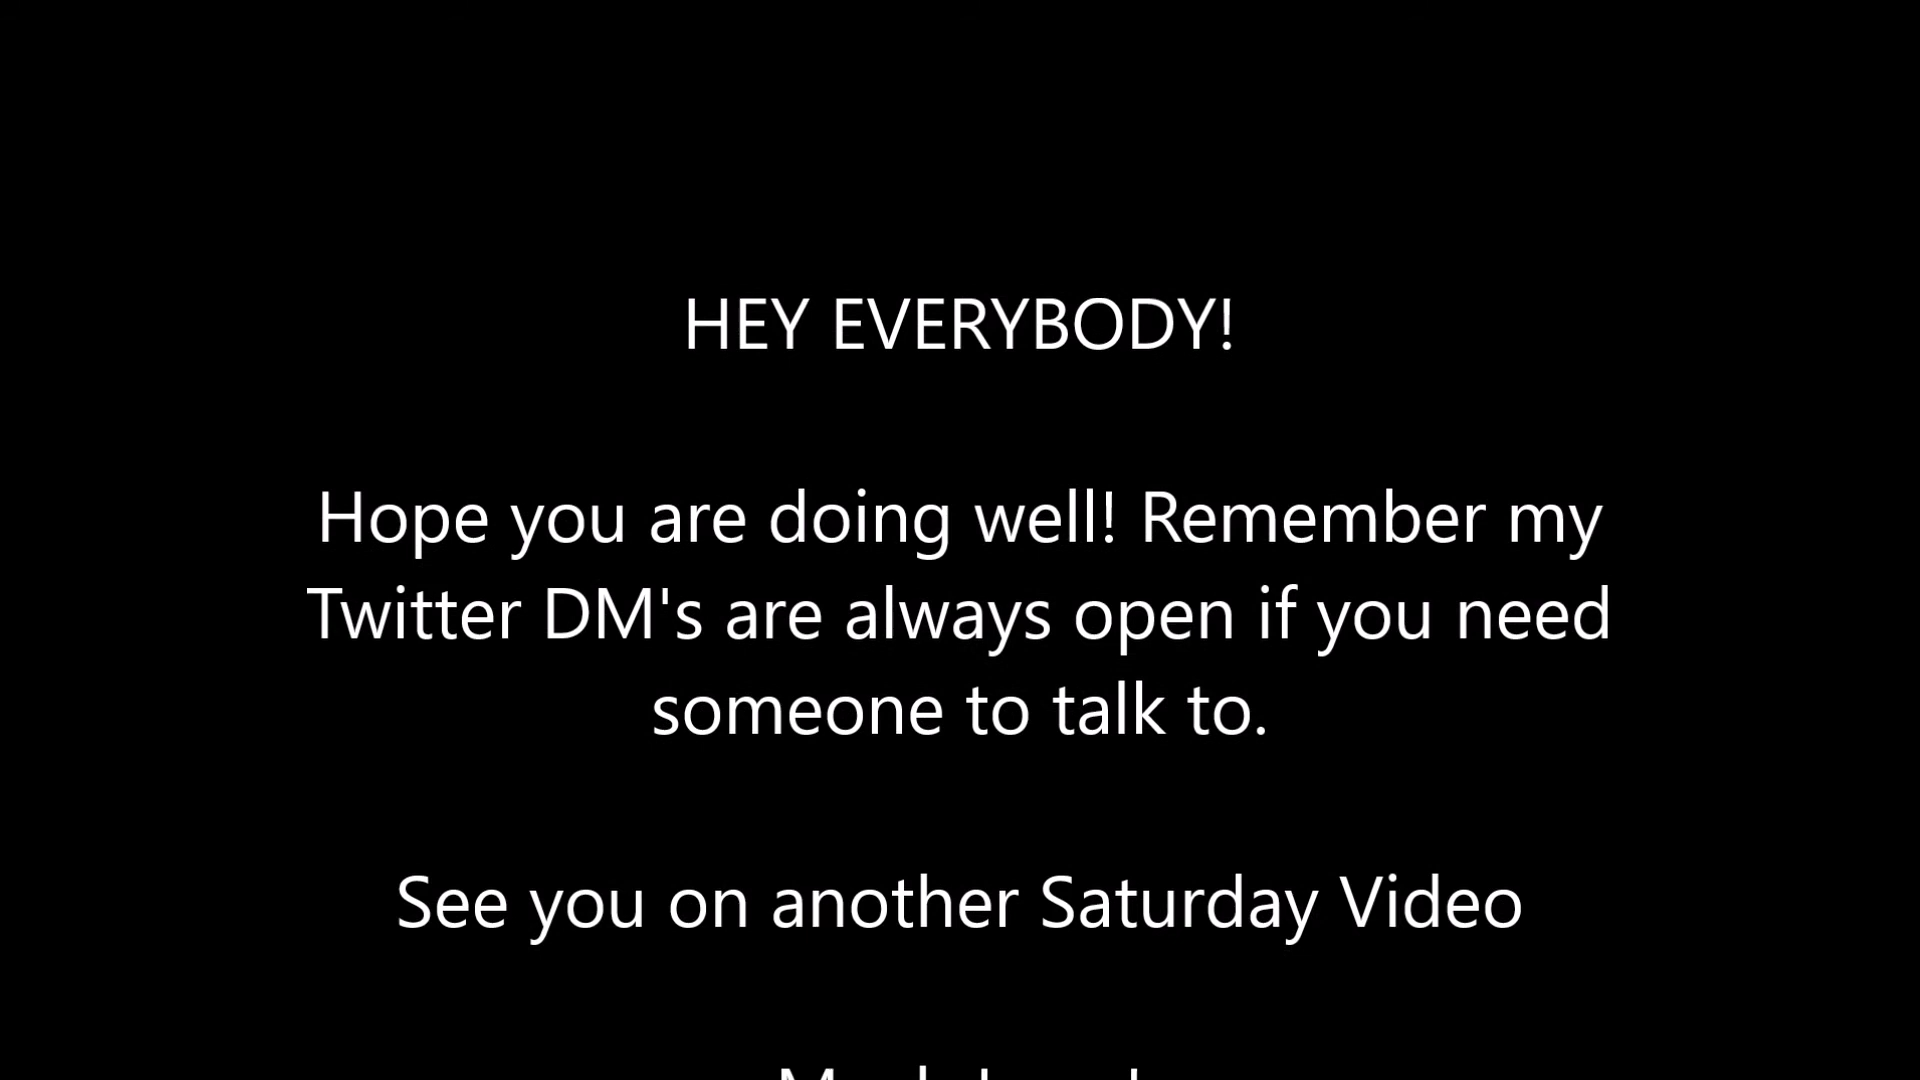 HEY EVERYBODY!
Hope you are doing well! Remember my
Twitter DM's are always open if you need
someone to talk to.
See you on another Saturday Video